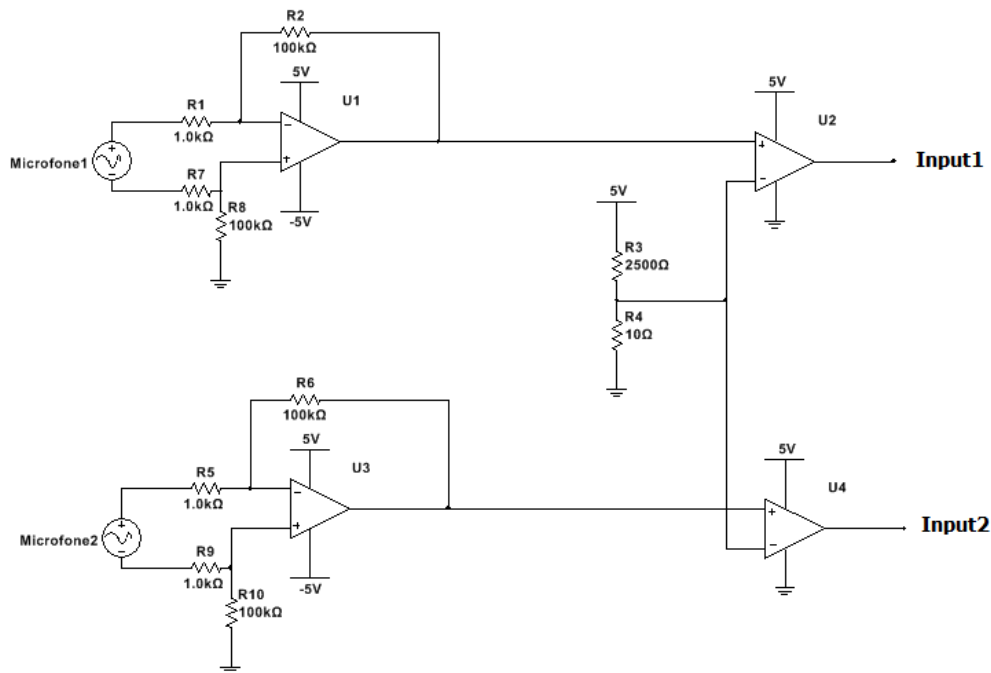 R2
100kΩ
5V
U1
R1
1.0kΩ
Microfone1
R7
1.0kΩ
R8
100kΩ
-5V
5V
U2
Input1
5V
R3
2500Ω
R4
10Ω
R6
100kΩ
5V
U3
R5
1.0kΩ
Microfone2
R9
1.0kΩ
R10
100kΩ
-5V
5V
U4
Input2